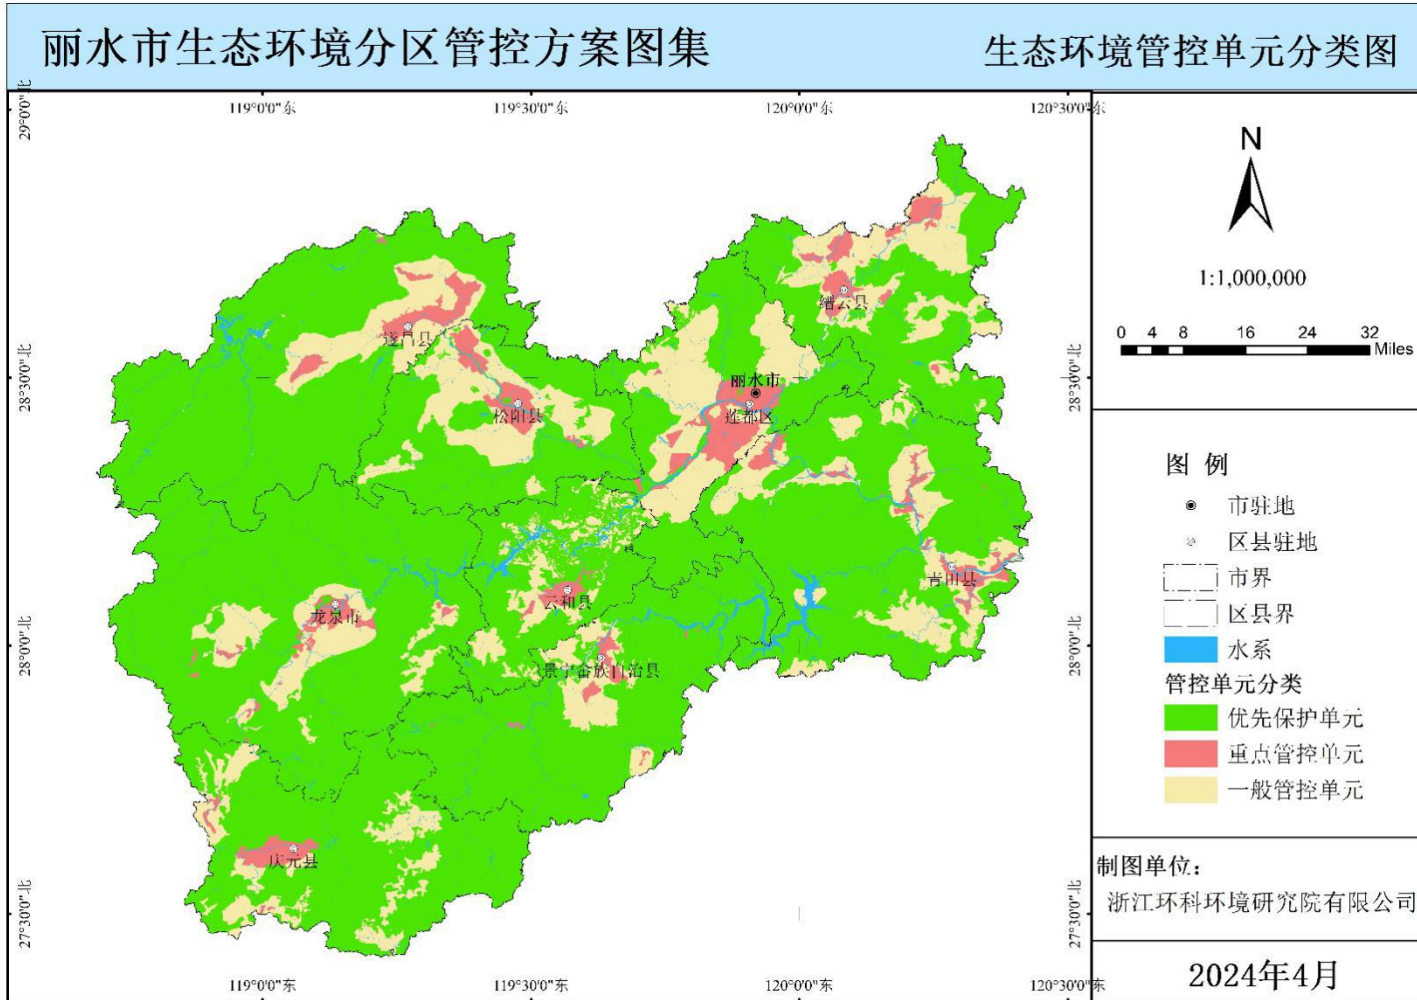 丽水市生态环境分区管控方案图集
生态环境管控单元分类图
119°0'0"东
119°30'0"东
120°0'0"东
120°30'0"东
29°0'0"北
28°30'0"北
28°30'0"北
28°0'0"北
28°0'0"北
27°30'0"北
27°30'0"北
缙云县
遂昌县
丽水市
莲都区
松阳县
青田县
云和县
龙泉市
景宁畲族自治县
庆元县
119°0'0"东
119°30'0"东
120°0'0"东
120°30'0"东
N
1:1,000,000
0 4 8 16 24 32
Miles
图 例
市驻地
区县驻地
市界
区县界
水系
管控单元分类
优先保护单元
重点管控单元
一般管控单元
制图单位：
浙江环科环境研究院有限公司
2024年4月